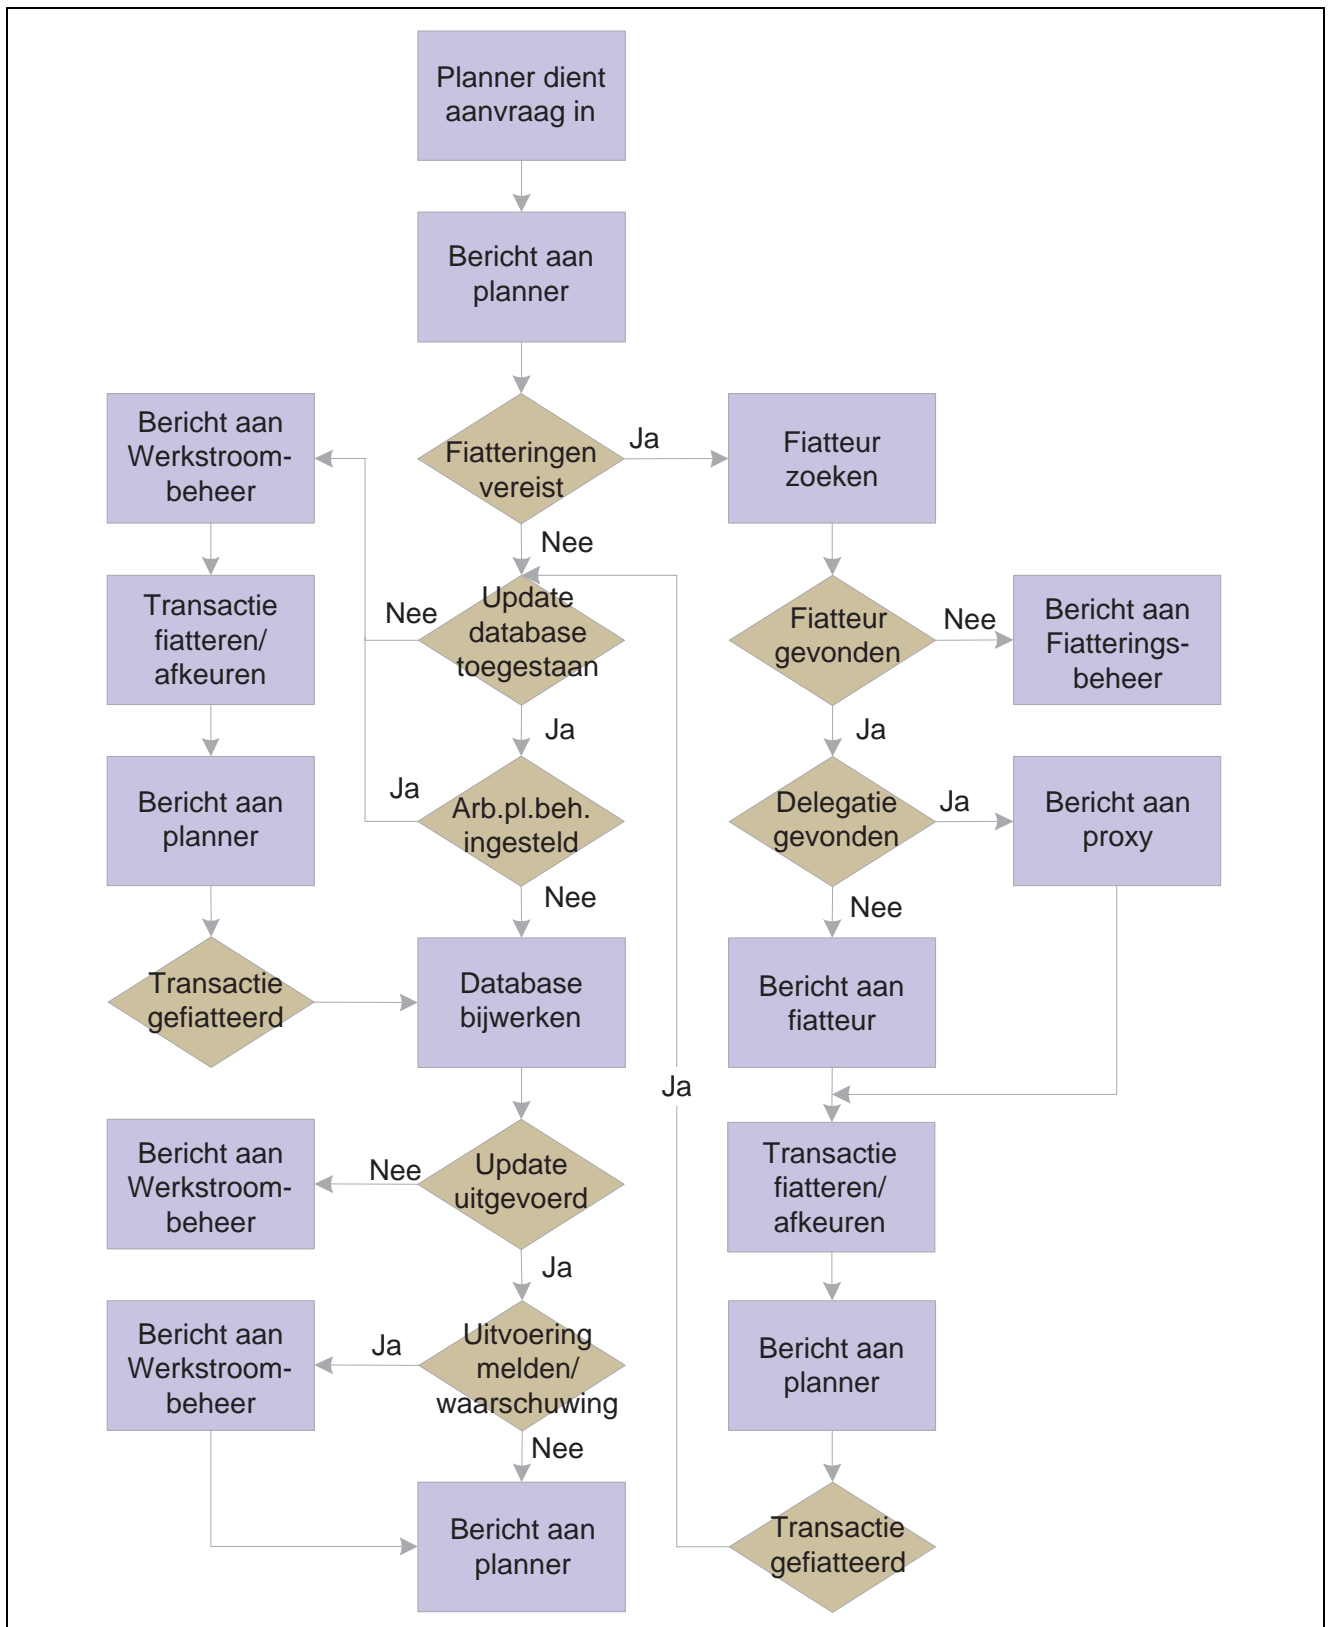 Planner dient
aanvraag in
Bericht aan
planner
Bericht aan
Werkstroom-
beheer
Fiatteringen
vereist
Ja
Fiatteur
zoeken
Nee
Transactie
fiatteren/
afkeuren
Nee
Update
database
toegestaan
Fiatteur
gevonden
Nee
Bericht aan
Fiatterings-
beheer
Ja
Ja
Bericht aan
planner
Ja
Arb.pl.beh.
ingesteld
Delegatie
gevonden
Ja
Bericht aan
proxy
Nee
Nee
Transactie
gefiatteerd
Database
bijwerken
Bericht aan
fiatteur
Ja
Bericht aan
Werkstroom-
beheer
Nee
Update
uitgevoerd
Transactie
fiatteren/
afkeuren
Ja
Bericht aan
Werkstroom-
beheer
Ja
Uitvoering
melden/
waarschuwing
Bericht aan
planner
Nee
Bericht aan
planner
Transactie
gefiatteerd